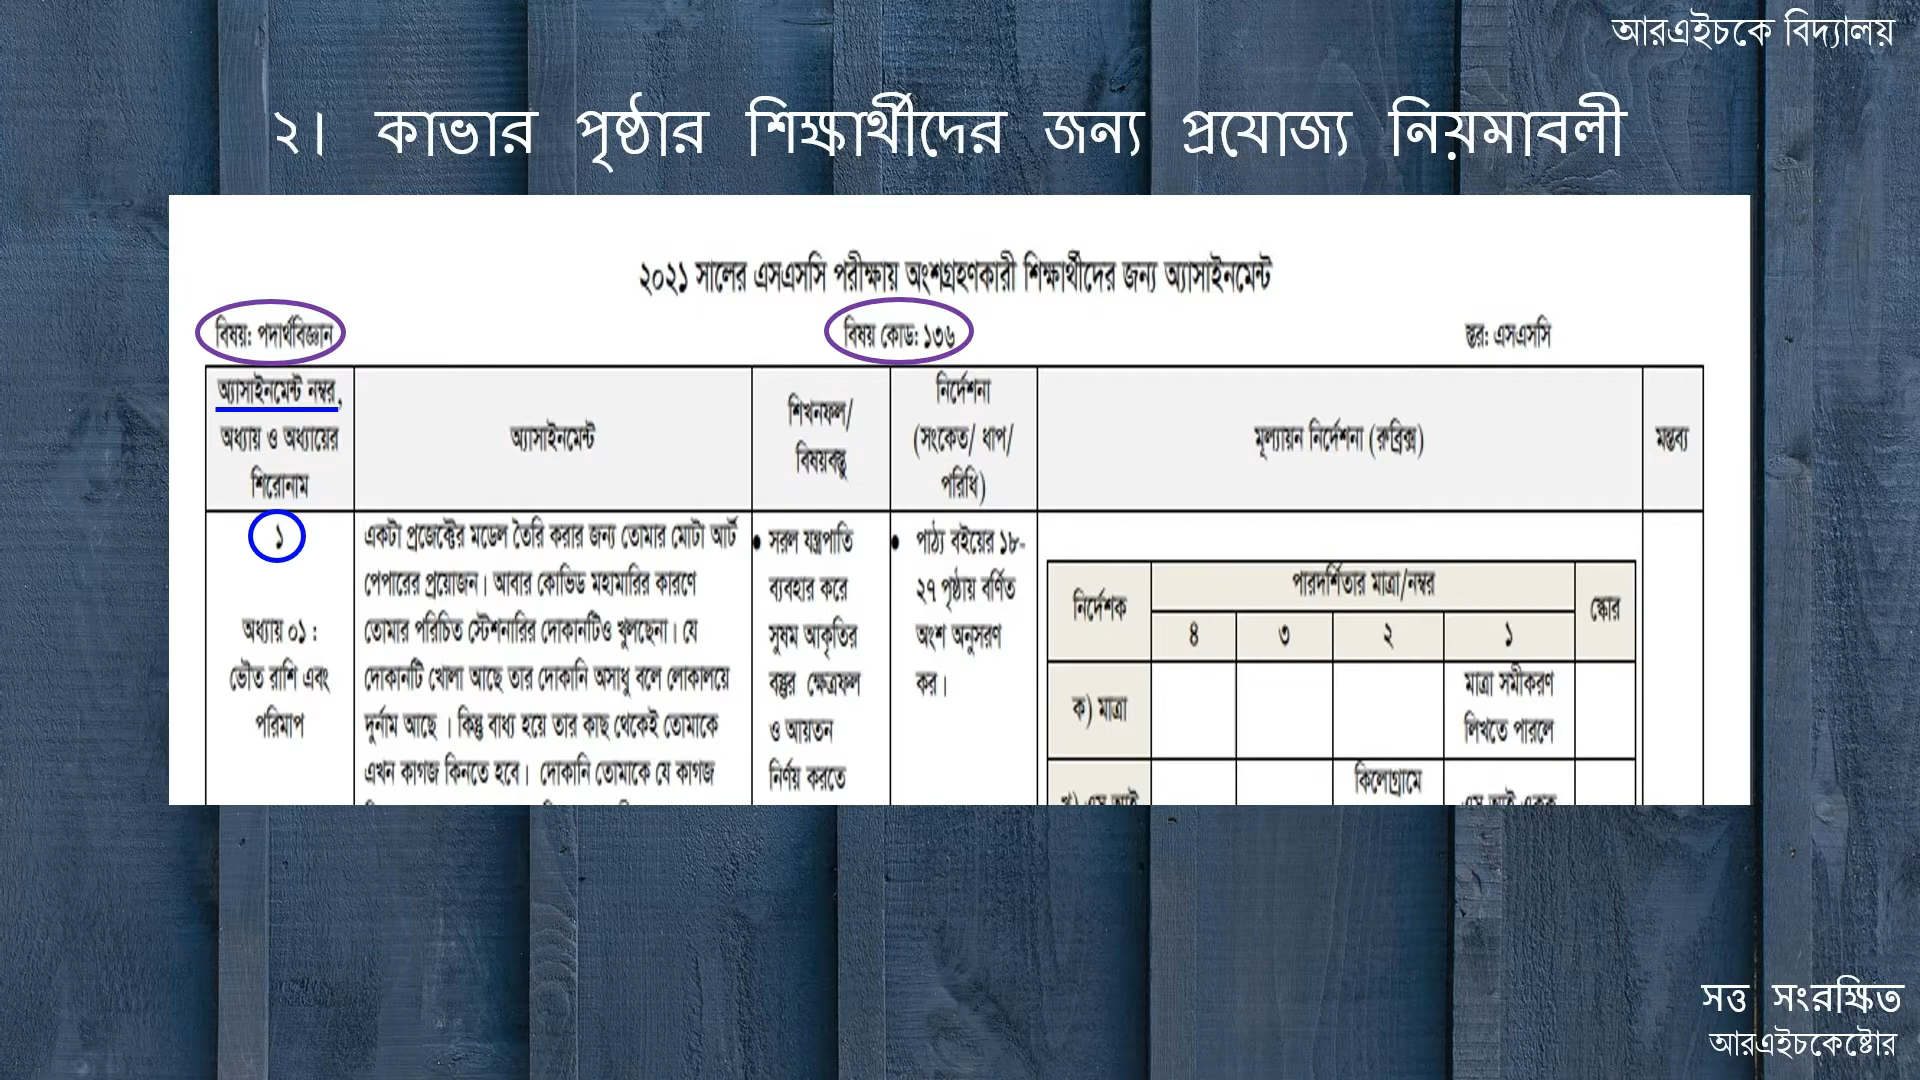 আরএইচকে বিদ্যালয়
২। কাভার পৃষ্ঠার শিক্ষার্থীদের জন্য প্রযোজ্য নিয়মাবলী
২০২১ সালের এসএসসি পরীক্ষায় অংশগ্রহণকারী শিক্ষার্থীদের জন্য অ্যাসাইনমেন্ট
বিষয়: পদার্থবিজ্ঞান
বিষয় কোড: ১৩৬
স্তর: এসএসসি
অ্যাসাইনমেন্ট নম্বর,
অধ্যায় ও অধ্যায়ের
শিরোনাম
অ্যাসাইনমেন্ট
শিখনফল/
বিষয়বস্তু
নির্দেশনা
(সংকেত/ ধাপ/
পরিধি)
মূল্যায়ন নির্দেশনা (রুব্রিক্স)
মন্তব্য
১
অধ্যায় ০১ :
ভৌত রাশি এবং
পরিমাপ
একটা প্রজেক্টের মডেল তৈরি করার জন্য তোমার মোটা আর্ট
পেপারের প্রয়োজন। আবার কোভিড মহামারির কারণে
তোমার পরিচিত স্টেশনারির দোকানটিও খুলছেনা। যে
দোকানটি খোলা আছে তার দোকানি অসাধু বলে লোকালয়ে
দুর্নাম আছে । কিন্তু বাধ্য হয়ে তার কাছ থেকেই তোমাকে
এখন কাগজ কিনতে হবে। দোকানি তোমাকে যে কাগজ
• সরল যন্ত্রপাতি
ব্যবহার করে
সুষম আকৃতির
বস্তুর ক্ষেত্রফল
ও আয়তন
নির্ণয় করতে
• পাঠ্য বইয়ের ১৮-
২৭ পৃষ্ঠায় বর্ণিত
অংশ অনুসরণ
কর।
নির্দেশক
পারদর্শিতার মাত্রা/নম্বর
স্কোর
৪ ৩ ২ ১
ক) মাত্রা
মাত্রা সমীকরণ
লিখতে পারলে
কিলোগ্রামে
সত্ত সংরক্ষিত
আরএইচকেষ্টোর